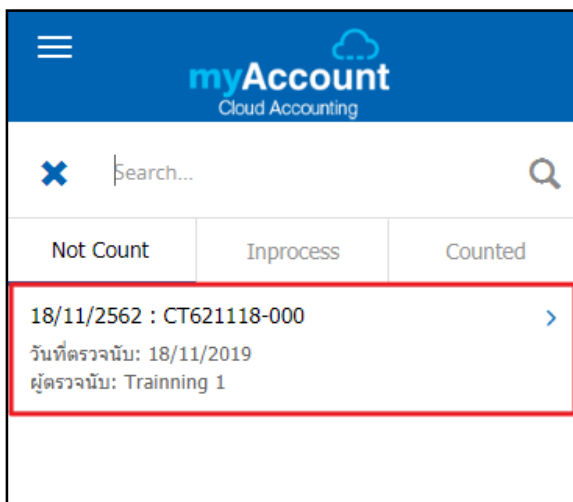 myAccount
Cloud Accounting
Search...
Not Count Inprocess Counted
18/11/2562 : CT621118-000
วันที่ตรวจนับ: 18/11/2019
ผู้ตรวจนับ: Trainning 1